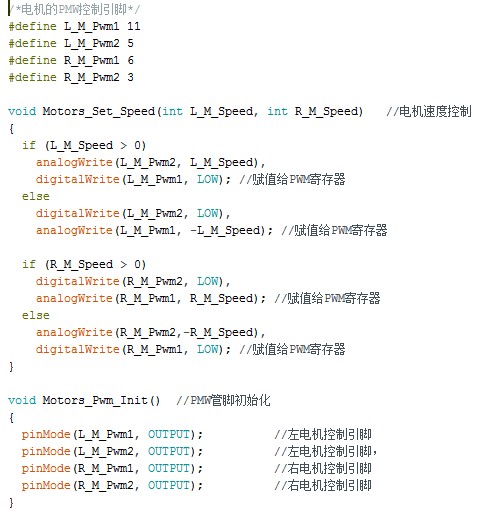 /*电机的PMW控制引脚*/
#define L_M_Pwm1 11
#define L_M_Pwm2 5
#define R_M_Pwm1 6
#define R_M_Pwm2 3
void Motors_Set_Speed(int L_M_Speed, int R_M_Speed)   //电机速度控制
{
  if (L_M_Speed > 0)
    analogWrite(L_M_Pwm2, L_M_Speed),
    digitalWrite(L_M_Pwm1, LOW); //赋值给PWM寄存器
  else
    digitalWrite(L_M_Pwm2, LOW),
    analogWrite(L_M_Pwm1, -L_M_Speed); //赋值给PWM寄存器
  if (R_M_Speed > 0)
    digitalWrite(R_M_Pwm2, LOW),
    analogWrite(R_M_Pwm1, R_M_Speed); //赋值给PWM寄存器
  else
    analogWrite(R_M_Pwm2,-R_M_Speed),
    digitalWrite(R_M_Pwm1, LOW); //赋值给PWM寄存器
}
void Motors_Pwm_Init()  //PMW管脚初始化
{
  pinMode(L_M_Pwm1, OUTPUT);          //左电机控制引脚
  pinMode(L_M_Pwm2, OUTPUT);          //左电机控制引脚，
  pinMode(R_M_Pwm1, OUTPUT);          //右电机控制引脚
  pinMode(R_M_Pwm2, OUTPUT);          //右电机控制引脚
}